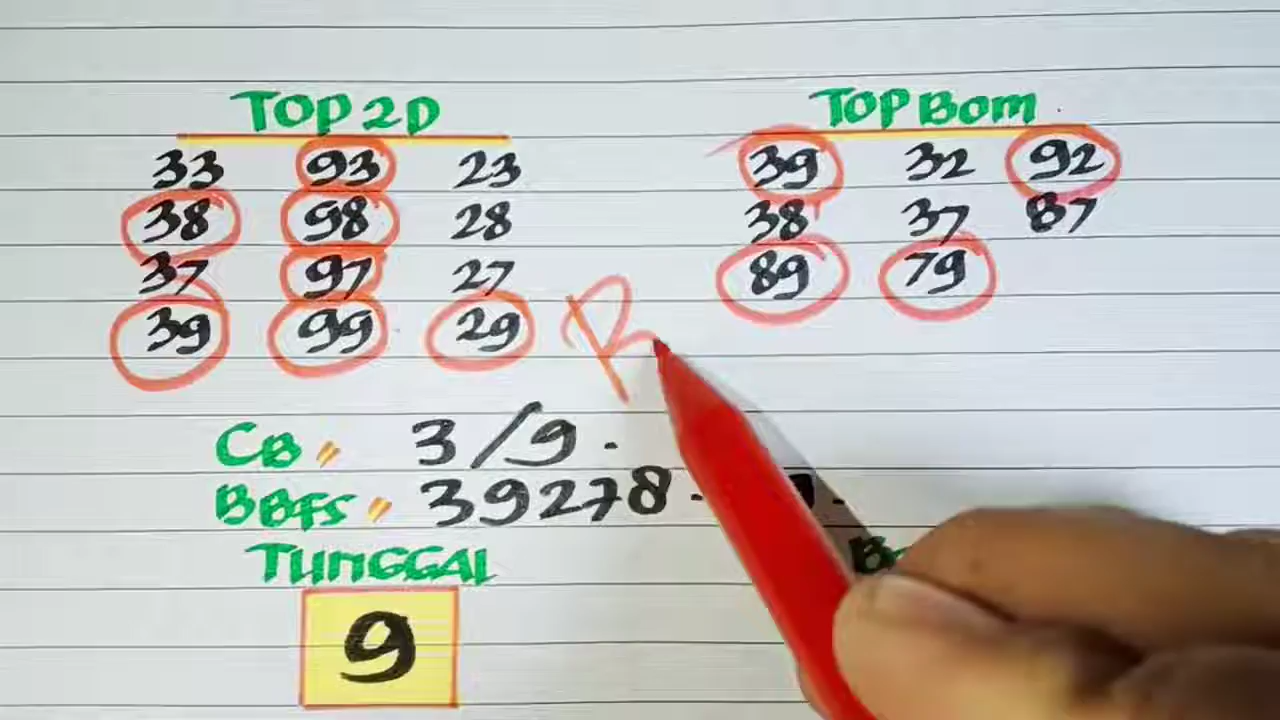 TOP 2D
33 93 23
38 98 28
37 97 27
39 99 29
TOP BOM
39 32 92
38 37 87
89 79
R
CB 3/9.
BBFS 39278
TUNGGAL
9